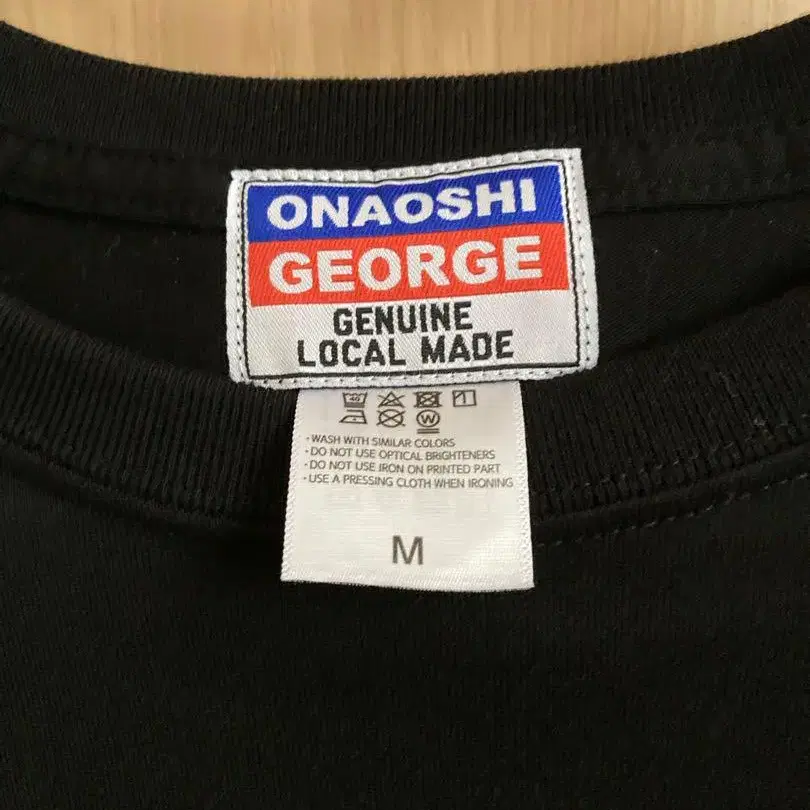 ONAOSHI
GEORGE
GENUINE
LOCAL MADE
40
• WASH WITH SIMILAR COLORS
• DO NOT USE OPTICAL BRIGHTENERS
• DO NOT USE IRON ON PRINTED PART
• USE A PRESSING CLOTH WHEN IRONING
M